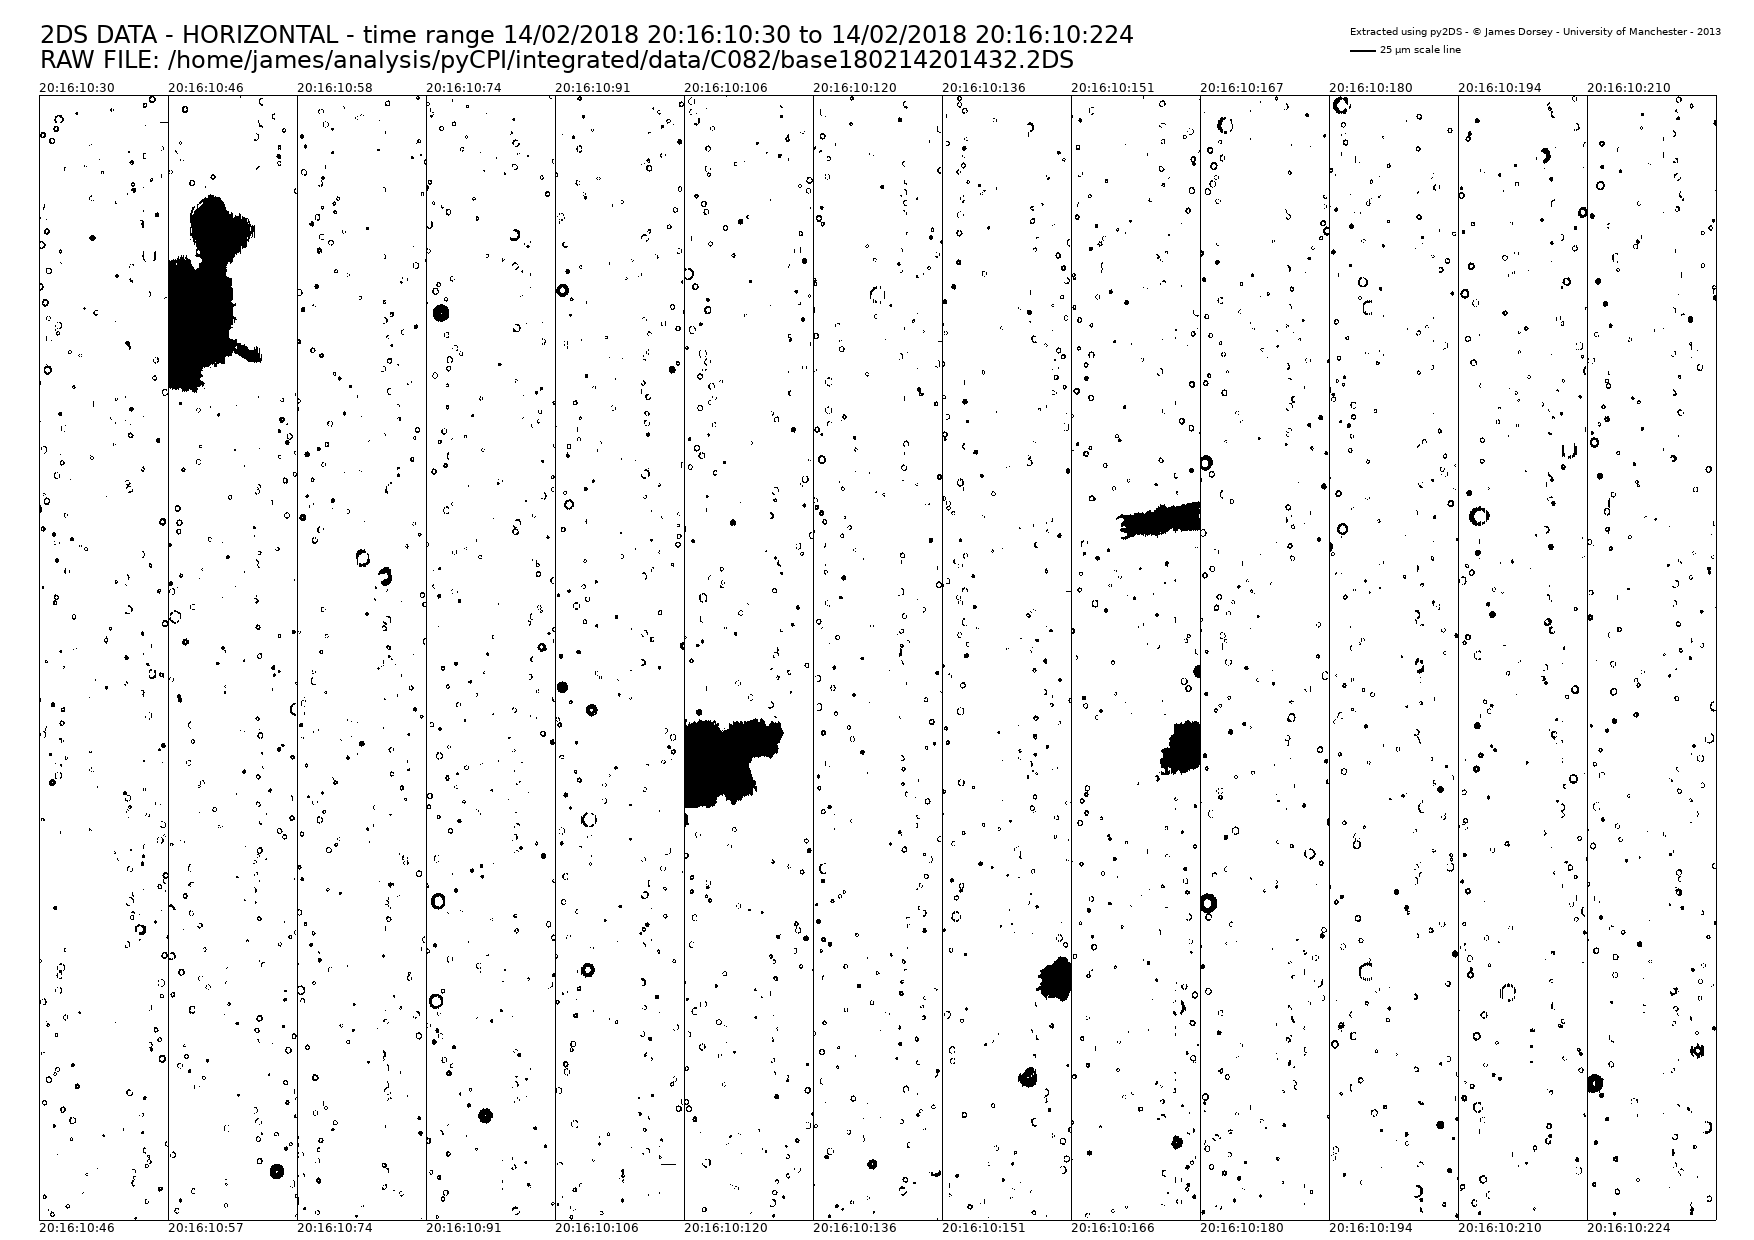 2DS DATA - HORIZONTAL - time range 14/02/2018 20:16:10:30 to 14/02/2018 20:16:10:224
RAW FILE: /home/james/analysis/pyCPI/integrated/data/C082/base180214201432.2DS
Extracted using py2DS - © James Dorsey - University of Manchester - 2013
25 µm scale line
20:16:10:30 20:16:10:46 20:16:10:58 20:16:10:74 20:16:10:91 20:16:10:106 20:16:10:120 20:16:10:136 20:16:10:151 20:16:10:167 20:16:10:180 20:16:10:194 20:16:10:210
20:16:10:46 20:16:10:57 20:16:10:74 20:16:10:91 20:16:10:106 20:16:10:120 20:16:10:136 20:16:10:151 20:16:10:166 20:16:10:180 20:16:10:194 20:16:10:210 20:16:10:224